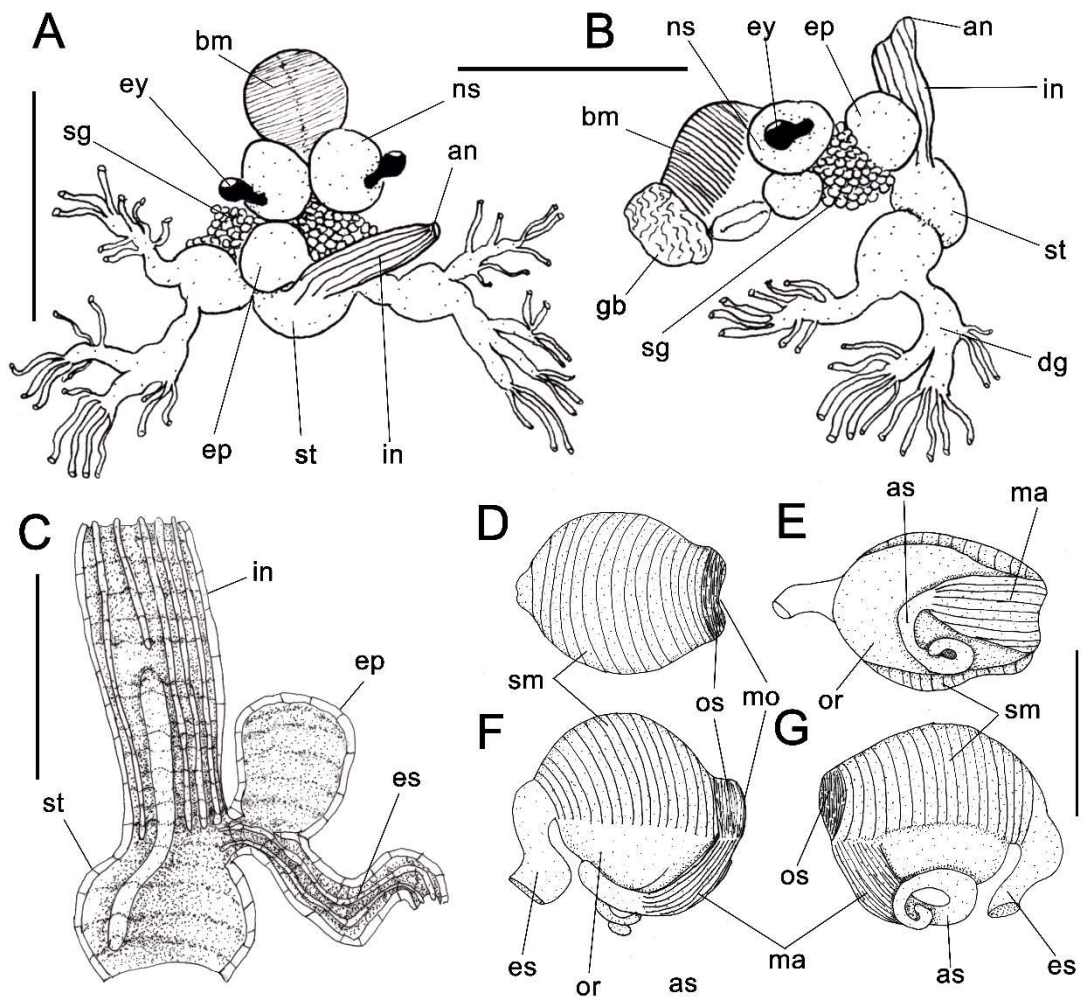 A
bm
ey
ns
sg
an
ep
st
in
B
ns
ey
ep
an
in
bm
st
gb
sg
dg
C
in
ep
st
es
D
sm
os
mo
E
as
ma
or
sm
F
es
or
as
ma
G
os
as
es